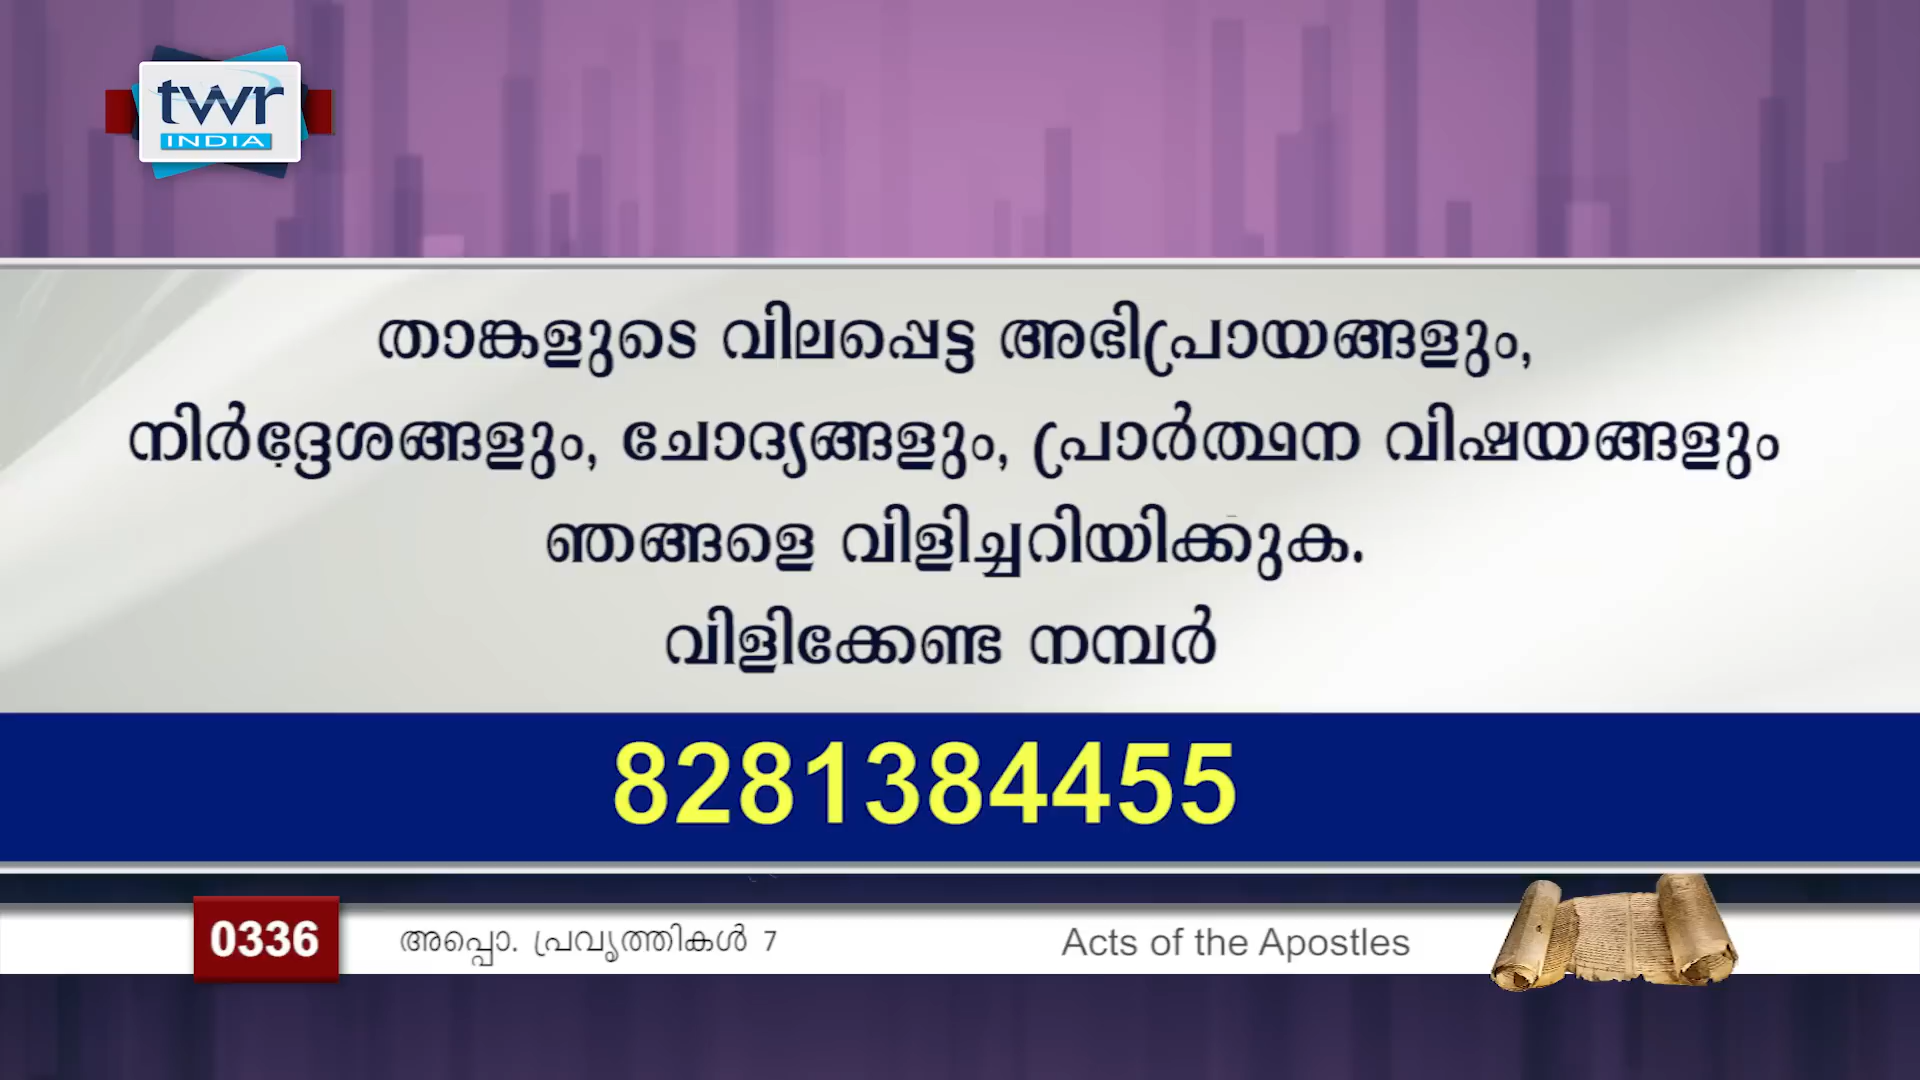 twr
INDIA
താങ്കളുടെ വിലപ്പെട്ട അഭിപ്രായങ്ങളും,
നിർദ്ദേശങ്ങളും, ചോദ്യങ്ങളും, പ്രാർത്ഥന വിഷയങ്ങളും
ഞങ്ങളെ വിളിച്ചറിയിക്കുക.
വിളിക്കേണ്ട നമ്പർ
8281384455
0336 അപ്പൊ. പ്രവൃത്തികൾ 7 Acts of the Apostles